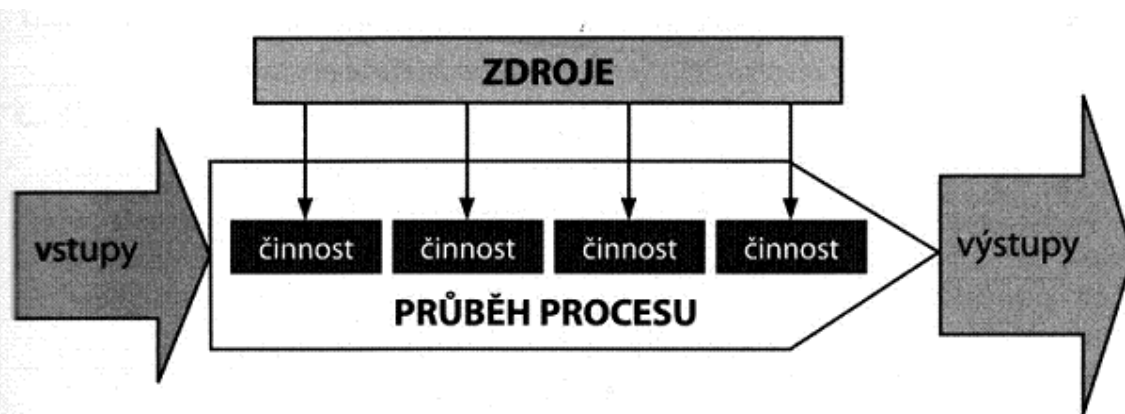 ZDROJE
vstupy
činnost
činnost
činnost
činnost
výstupy
PRŮBĚH PROCESU